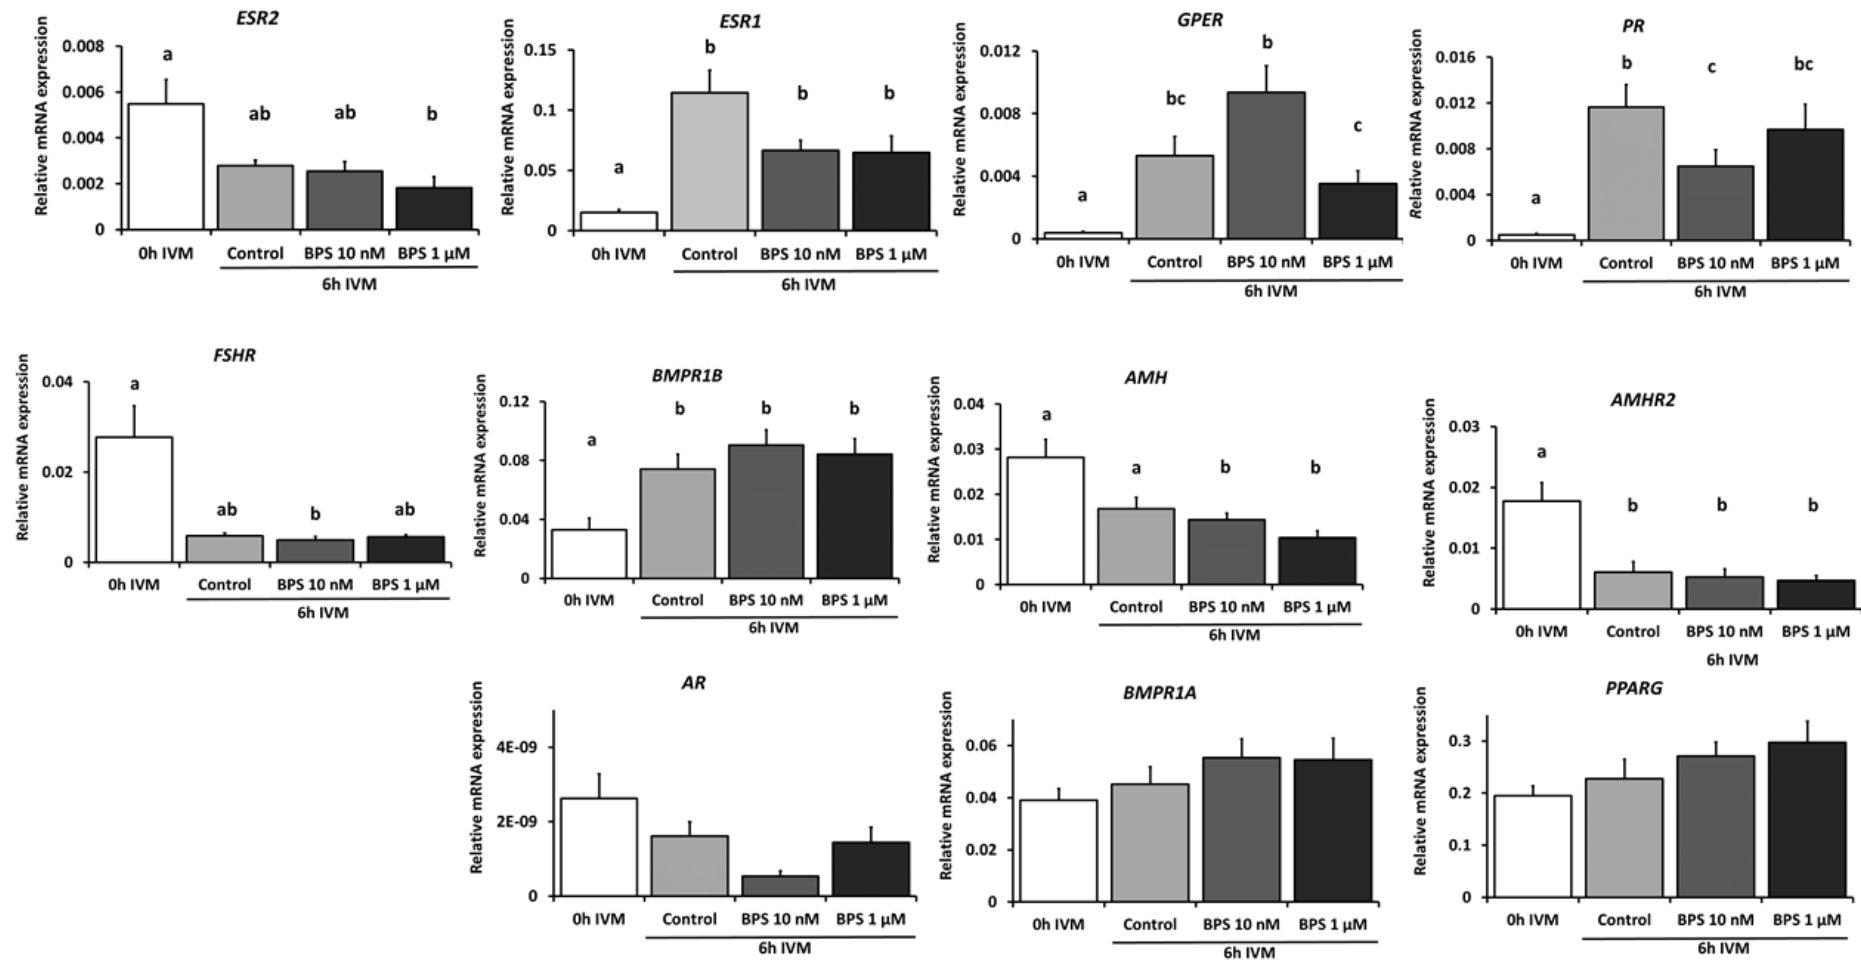 ESR2
Relative mRNA expression
0.008
0.006
0.004
0.002
0
a
ab
ab
b
0h IVM
Control
BPS 10 nM
BPS 1 µM
6h IVM
ESR1
Relative mRNA expression
0.15
0.1
0.05
0
a
b
b
b
0h IVM
Control
BPS 10 nM
BPS 1 µM
6h IVM
GPER
Relative mRNA expression
0.012
0.008
0.004
0
a
bc
b
c
0h IVM
Control
BPS 10 nM
BPS 1 µM
6h IVM
PR
Relative mRNA expression
0.016
0.012
0.008
0.004
0
a
b
c
bc
0h IVM
Control
BPS 10 nM
BPS 1 µM
6h IVM
FSHR
Relative mRNA expression
0.04
0.02
0
a
ab
b
ab
0h IVM
Control
BPS 10 nM
BPS 1 µM
6h IVM
BMPR1B
Relative mRNA expression
0.12
0.08
0.04
0
a
b
b
b
0h IVM
Control
BPS 10 nM
BPS 1 µM
6h IVM
AMH
Relative mRNA expression
0.04
0.03
0.02
0.01
0
a
a
b
b
0h IVM
Control
BPS 10 nM
BPS 1 µM
6h IVM
AMHR2
Relative mRNA expression
0.03
0.02
0.01
0
a
b
b
b
0h IVM
Control
BPS 10 nM
BPS 1 µM
6h IVM
AR
Relative mRNA expression
4E-09
2E-09
0
0h IVM
Control
BPS 10 nM
BPS 1 µM
6h IVM
BMPR1A
Relative mRNA expression
0.06
0.04
0.02
0
0h IVM
Control
BPS 10 nM
BPS 1 µM
6h IVM
PPARG
Relative mRNA expression
0.3
0.2
0.1
0
0h IVM
Control
BPS 10 nM
BPS 1 µM
6h IVM